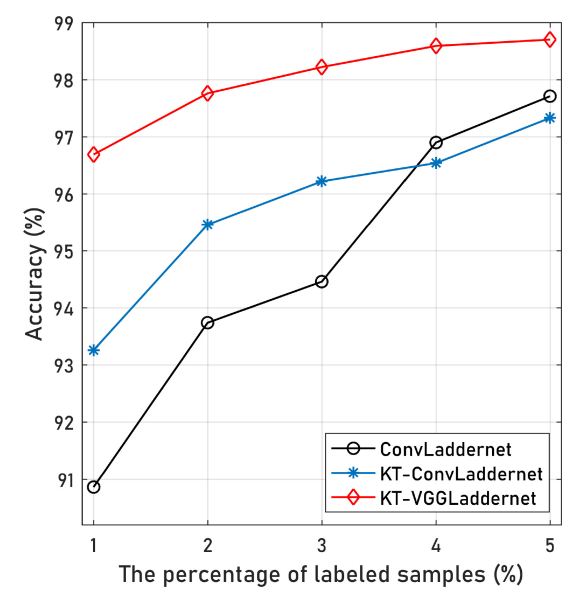 99
98
97
96
95
94
93
92
91
Accuracy (%)
ConvLaddernet
KT-ConvLaddernet
KT-VGGLaddernet
1 2 3 4 5
The percentage of labeled samples (%)